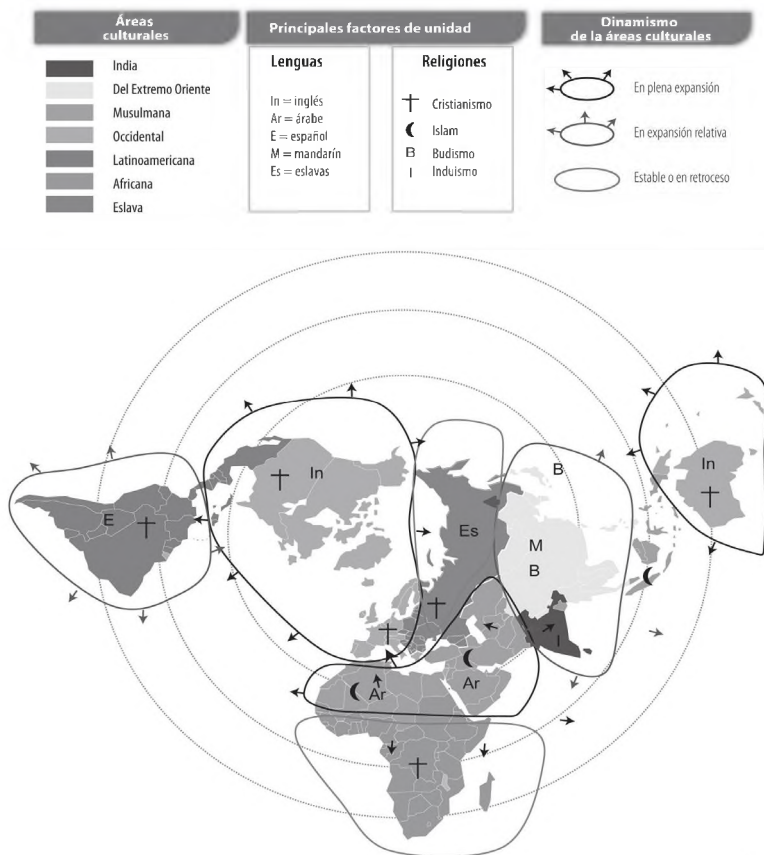 Áreas
culturales
India
Del Extremo Oriente
Musulmana
Occidental
Latinoamericana
Africana
Eslava
Principales factores de unidad
Lenguas
In = inglés
Ar = árabe
E = español
M = mandarín
Es = eslavas
Religiones
Cristianismo
Islam
B Budismo
I Induismo
Dinamismo
de la áreas culturales
En plena expansión
En expansión relativa
Estable o en retroceso
In
B
In
E
Es
M
B
I
Ar
Ar